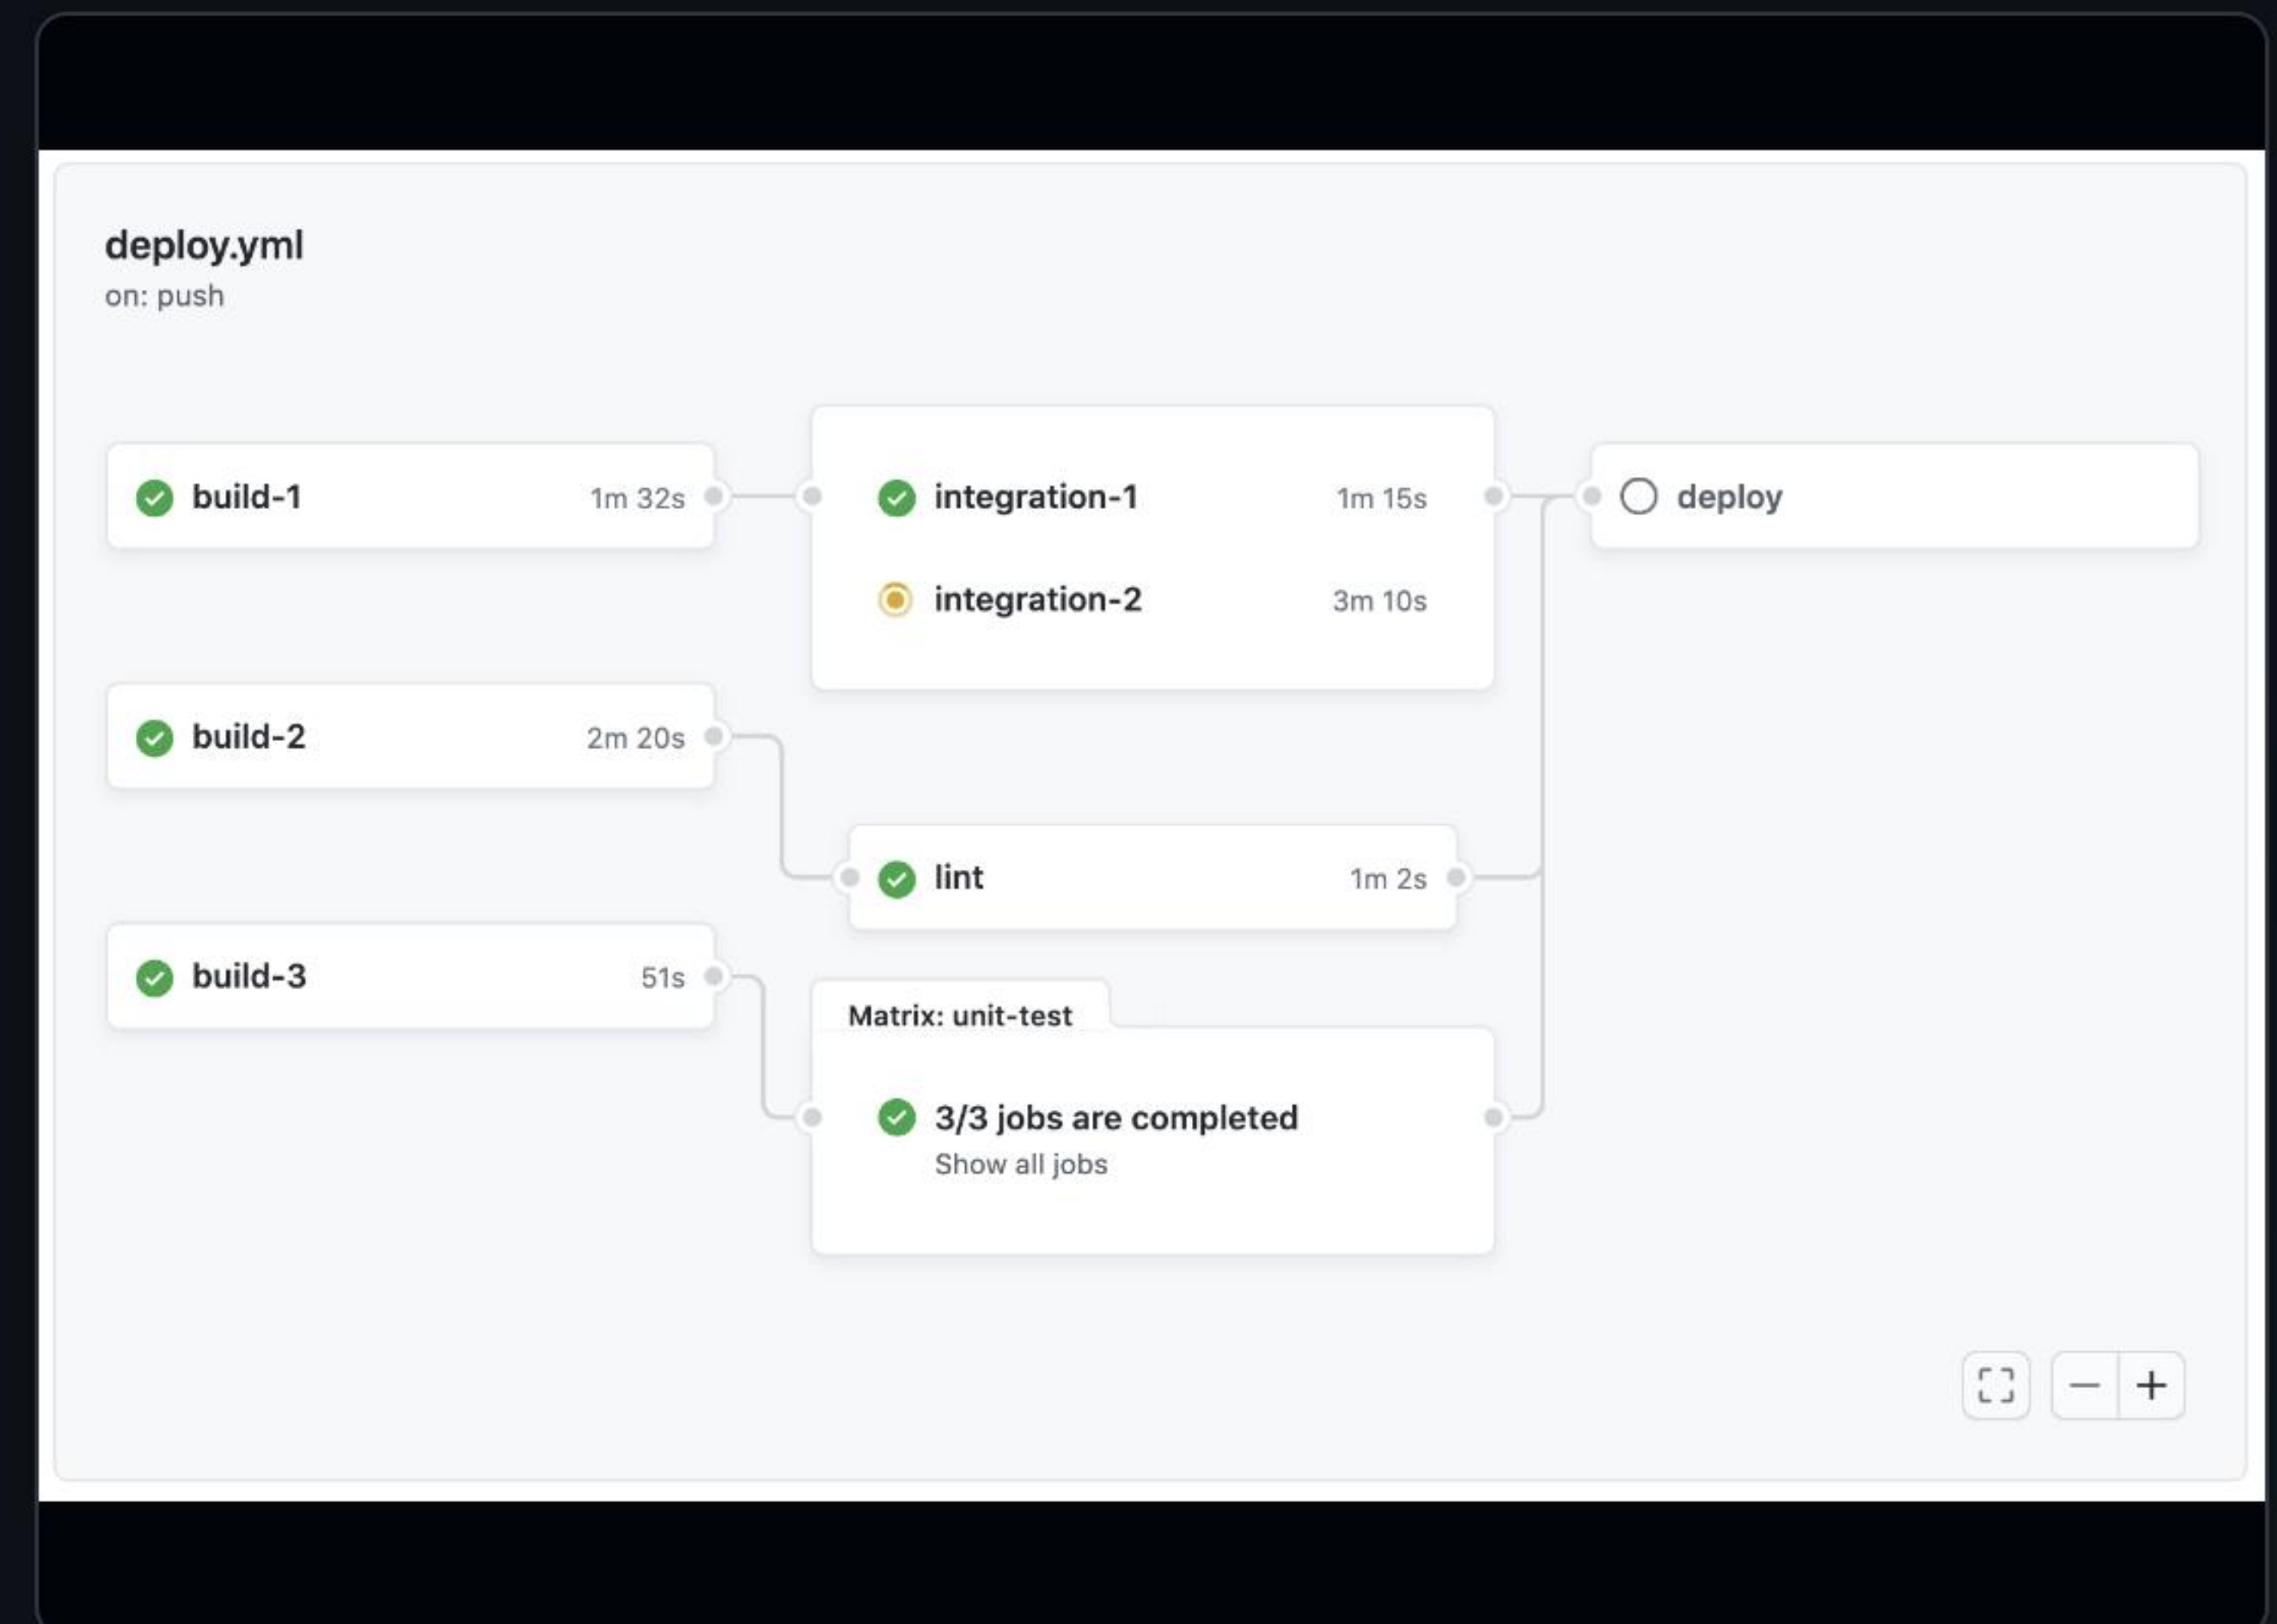 deploy.yml
on: push
build-1 1m 32s
integration-1 1m 15s
deploy
integration-2 3m 10s
build-2 2m 20s
lint 1m 2s
build-3 51s
Matrix: unit-test
3/3 jobs are completed
Show all jobs